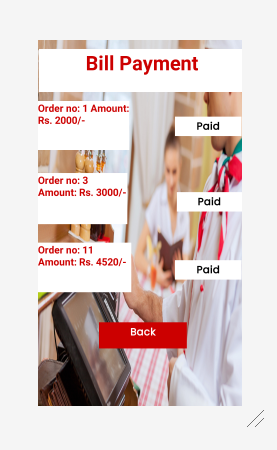 Bill Payment
Order no: 1 Amount:
Rs. 2000/-
Paid
Order no: 3
Amount: Rs. 3000/-
Paid
Order no: 11
Amount: Rs. 4520/-
Paid
Back